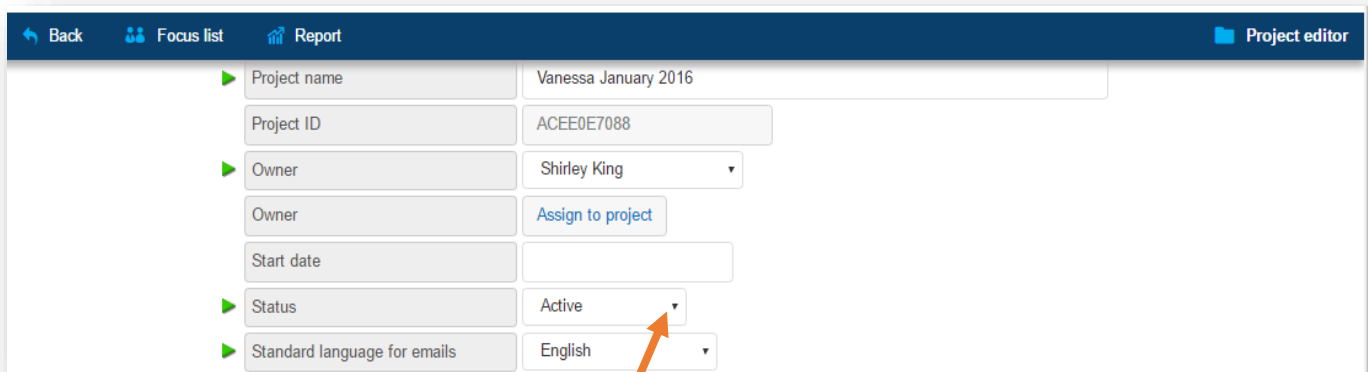 Back Focus list Report Project editor
Project name Vanessa January 2016
Project ID ACEE0E7088
Owner Shirley King
Owner Assign to project
Start date
Status Active
Standard language for emails English